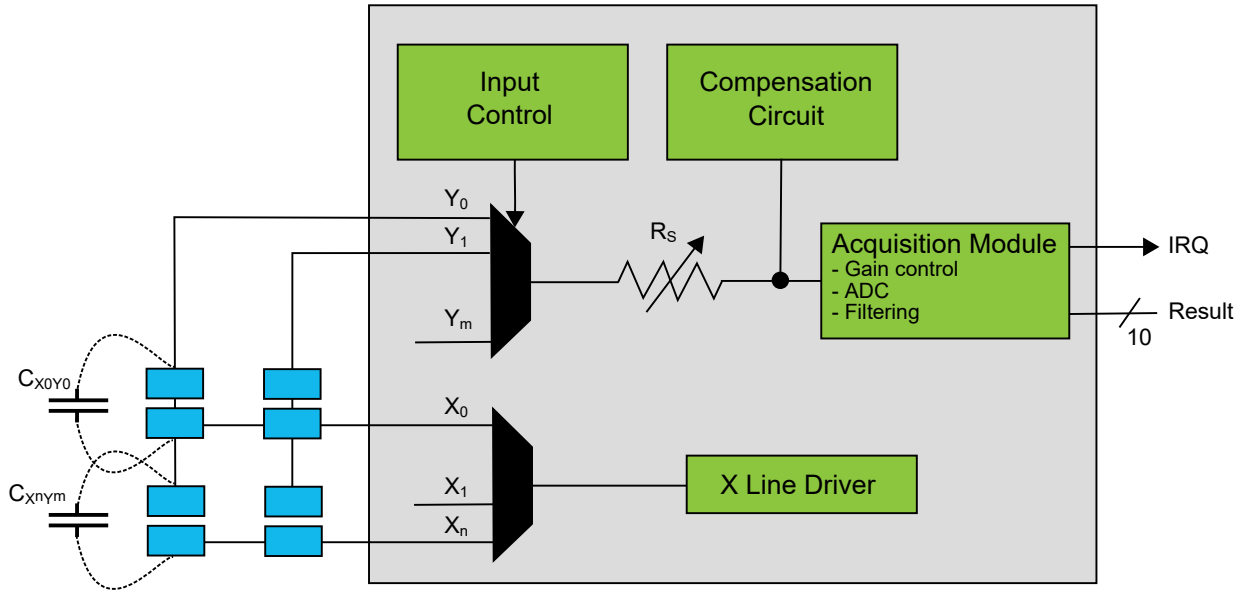 Input
Control
Compensation
Circuit
Y0
Y1
Ym
RS
Acquisition Module
- Gain control
- ADC
- Filtering
IRQ
Result
10
CX0Y0
CXnYm
X0
X1
Xn
X Line Driver